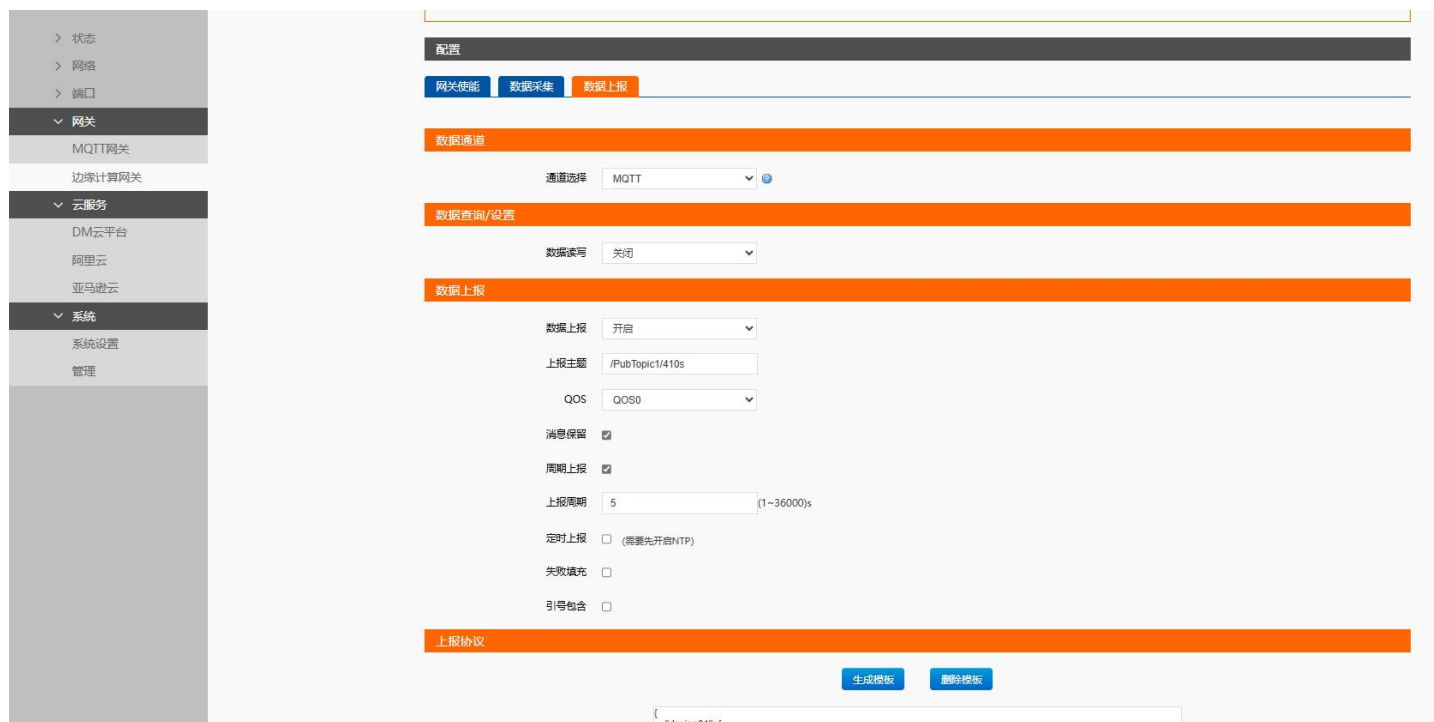 状态
网络
端口
网关
MQTT网关
边缘计算网关
云服务
DM云平台
阿里云
亚马逊云
系统
系统设置
管理
配置
网关使能 数据采集 数据上报
数据通道
通道选择 MQTT
数据查询/设置
数据读写 关闭
数据上报
数据上报 开启
上报主题 /PubTopic1/410s
QOS QOS0
消息保留
周期上报
上报周期 5 (1~36000)s
定时上报 (需要先开启NTP)
失败填充
引号包含
上报协议
生成模板 删除模板
{